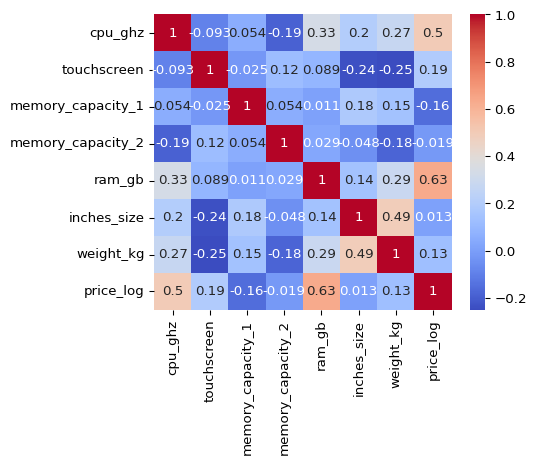 cpu_ghz 1 -0.093 0.054 -0.19 0.33 0.2 0.27 0.5
touchscreen -0.093 1 -0.025 0.12 0.089 -0.24 -0.25 0.19
memory_capacity_1 0.054 -0.025 1 0.054 0.011 0.18 0.15 -0.16
memory_capacity_2 -0.19 0.12 0.054 1 0.029 -0.048 -0.18 -0.019
ram_gb 0.33 0.089 0.011 0.029 1 0.14 0.29 0.63
inches_size 0.2 -0.24 0.18 -0.048 0.14 1 0.49 0.013
weight_kg 0.27 -0.25 0.15 -0.18 0.29 0.49 1 0.13
price_log 0.5 0.19 -0.16 -0.019 0.63 0.013 0.13 1
cpu_ghz
touchscreen
memory_capacity_1
memory_capacity_2
ram_gb
inches_size
weight_kg
price_log
1.0
0.8
0.6
0.4
0.2
0.0
-0.2